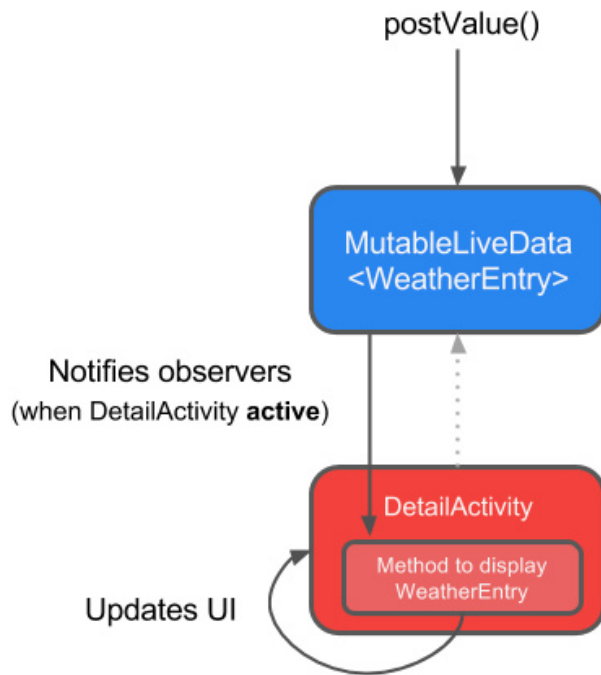 postValue()
MutableLiveData
<WeatherEntry>
Notifies observers
(when DetailActivity active)
DetailActivity
Method to display
WeatherEntry
Updates UI